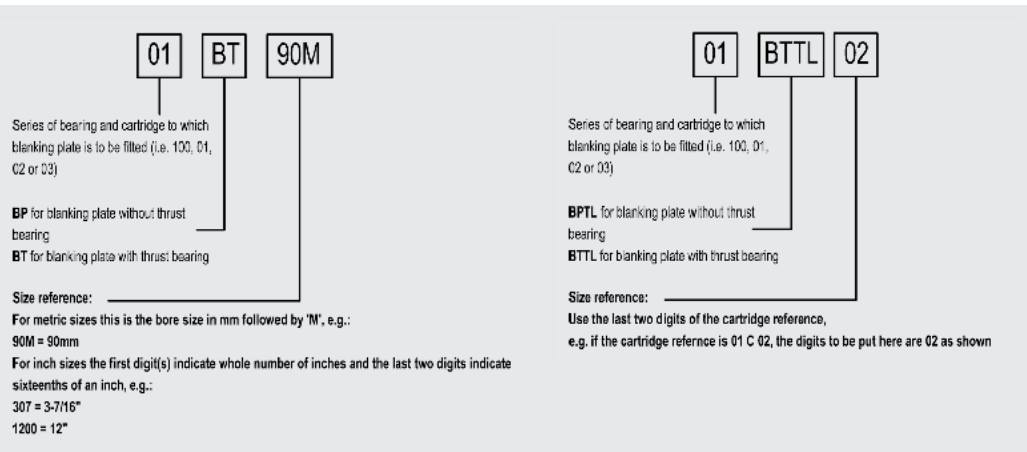 01 BT 90M
Series of bearing and cartridge to which
blanking plate is to be fitted (i.e. 100, 01,
02 or 03)
BP for blanking plate without thrust
bearing
BT for blanking plate with thrust bearing
Size reference:
For metric sizes this is the bore size in mm followed by 'M', e.g.:
90M = 90mm
For inch sizes the first digit(s) indicate whole number of inches and the last two digits indicate
sixteenths of an inch, e.g.:
307 = 3-7/16"
1200 = 12"
01 BTTL 02
Series of bearing and cartridge to which
blanking plate is to be fitted (i.e. 100, 01,
02 or 03)
BPTL for blanking plate without thrust
bearing
BTTL for blanking plate with thrust bearing
Size reference:
Use the last two digits of the cartridge reference,
e.g. if the cartridge refernce is 01 C 02, the digits to be put here are 02 as shown